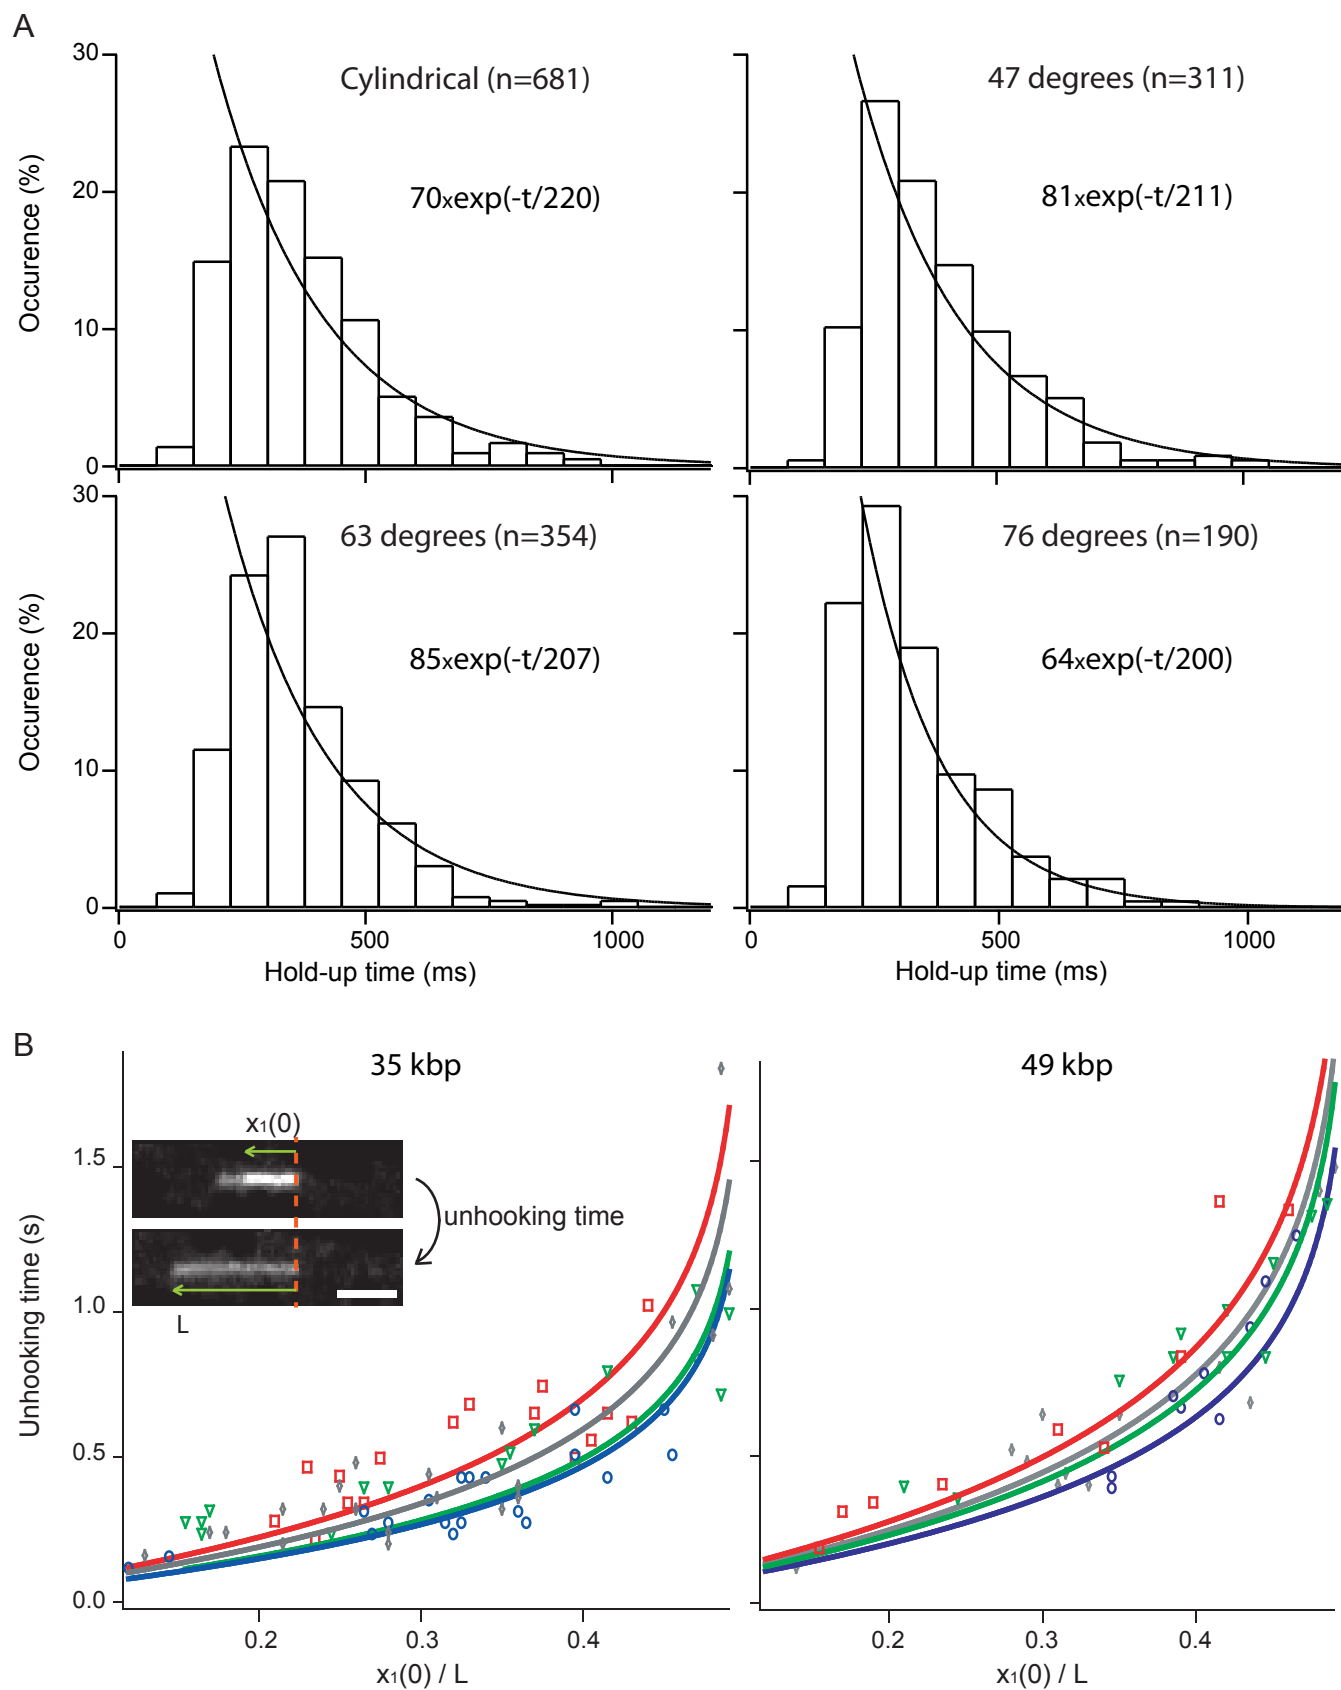 A
30
20
10
0
Occurence (%)
Cylindrical (n=681)
70xexp(-t/220)
47 degrees (n=311)
81xexp(-t/211)
30
20
10
0
Occurence (%)
63 degrees (n=354)
85xexp(-t/207)
76 degrees (n=190)
64xexp(-t/200)
0 500 1000
Hold-up time (ms)
0 500 1000
Hold-up time (ms)
B
35 kbp
49 kbp
x1(0)
unhooking time
L
1.5
1.0
0.5
0.0
Unhooking time (s)
0.2 0.3 0.4
x1(0) / L
0.2 0.3 0.4
x1(0) / L